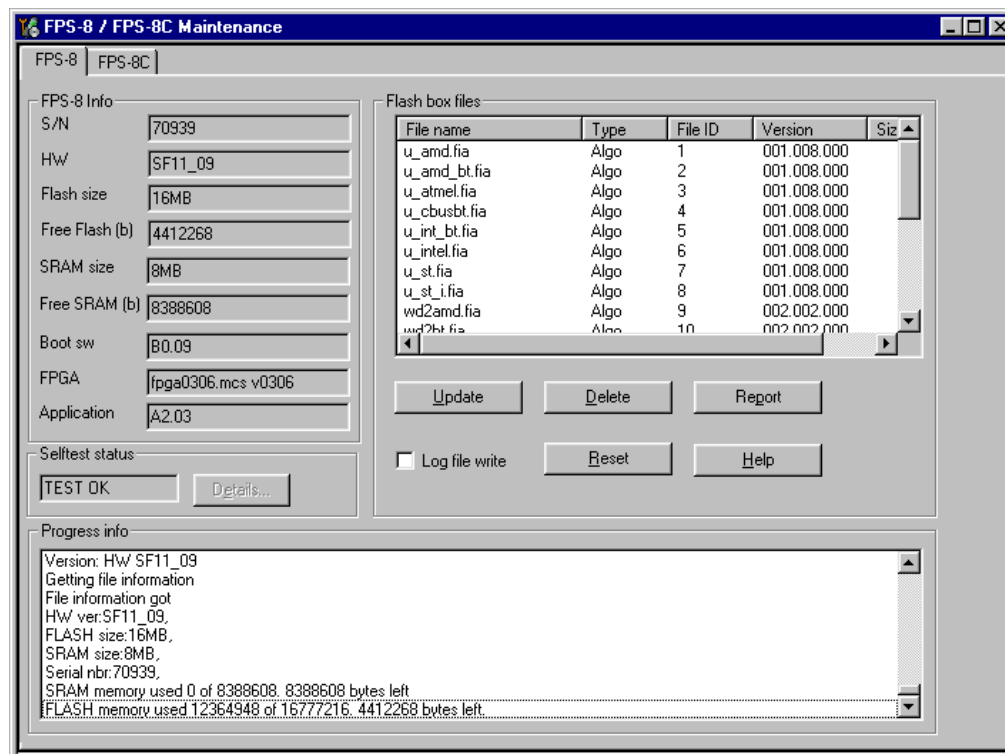 FPS-8 / FPS-8C Maintenance
FPS-8 FPS-8C
FPS-8 Info
S/N 70939
HW SF11_09
Flash size 16MB
Free Flash (b) 4412268
SRAM size 8MB
Free SRAM (b) 8388608
Boot sw B0.09
FPGA fpga0306.mcs v0306
Application A2.03
Selftest status
TEST OK Details...
Flash box files
File name Type File ID Version Siz
u_amd.fia Algo 1 001.008.000
u_amd_bt.fia Algo 2 001.008.000
u_atmel.fia Algo 3 001.008.000
u_cbusbt.fia Algo 4 001.008.000
u_int_bt.fia Algo 5 001.008.000
u_intel.fia Algo 6 001.008.000
u_st.fia Algo 7 001.008.000
u_st_i.fia Algo 8 001.008.000
wd2amd.fia Algo 9 002.002.000
wd2bt.fia Algo 10 002.002.000
Update Delete Report
Log file write Reset Help
Progress info
Version: HW SF11_09
Getting file information
File information got
HW ver:SF11_09,
FLASH size:16MB,
SRAM size:8MB,
Serial nbr:70939,
SRAM memory used 0 of 8388608. 8388608 bytes left
FLASH memory used 12364948 of 16777216. 4412268 bytes left.